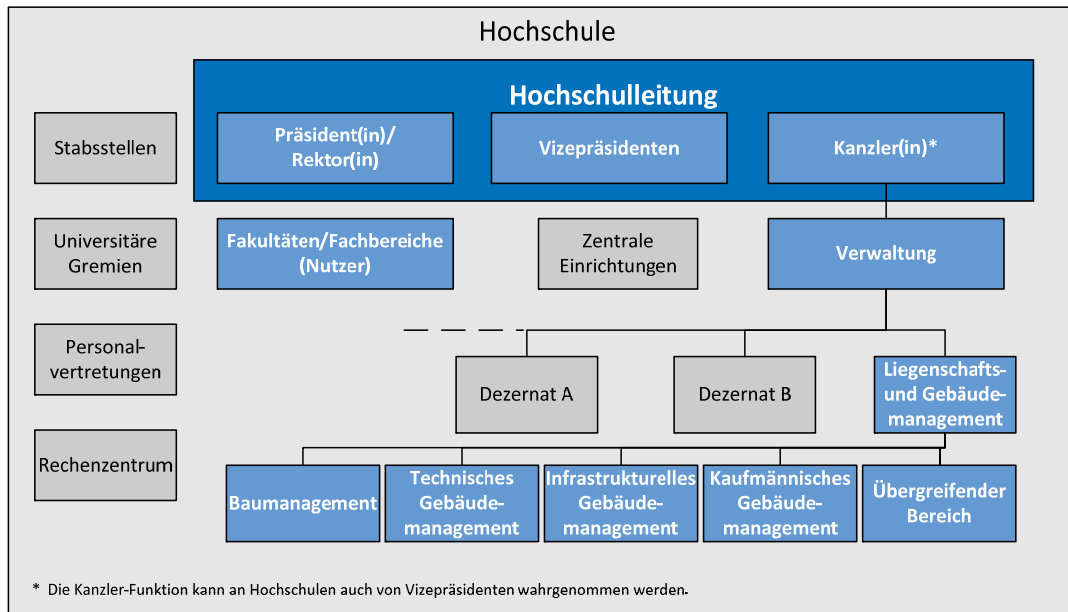 Hochschule
Hochschulleitung
Stabsstellen
Präsident(in)/
Rektor(in)
Vizepräsidenten
Kanzler(in)*
Universitäre
Gremien
Fakultäten/Fachbereiche
(Nutzer)
Zentrale
Einrichtungen
Verwaltung
Personal-
vertretungen
Dezernat A
Dezernat B
Liegenschafts-
und Gebäude-
management
Rechenzentrum
Baumanagement
Technisches
Gebäude-
management
Infrastrukturelles
Gebäude-
management
Kaufmännisches
Gebäude-
management
Übergreifender
Bereich
* Die Kanzler-Funktion kann an Hochschulen auch von Vizepräsidenten wahrgenommen werden.